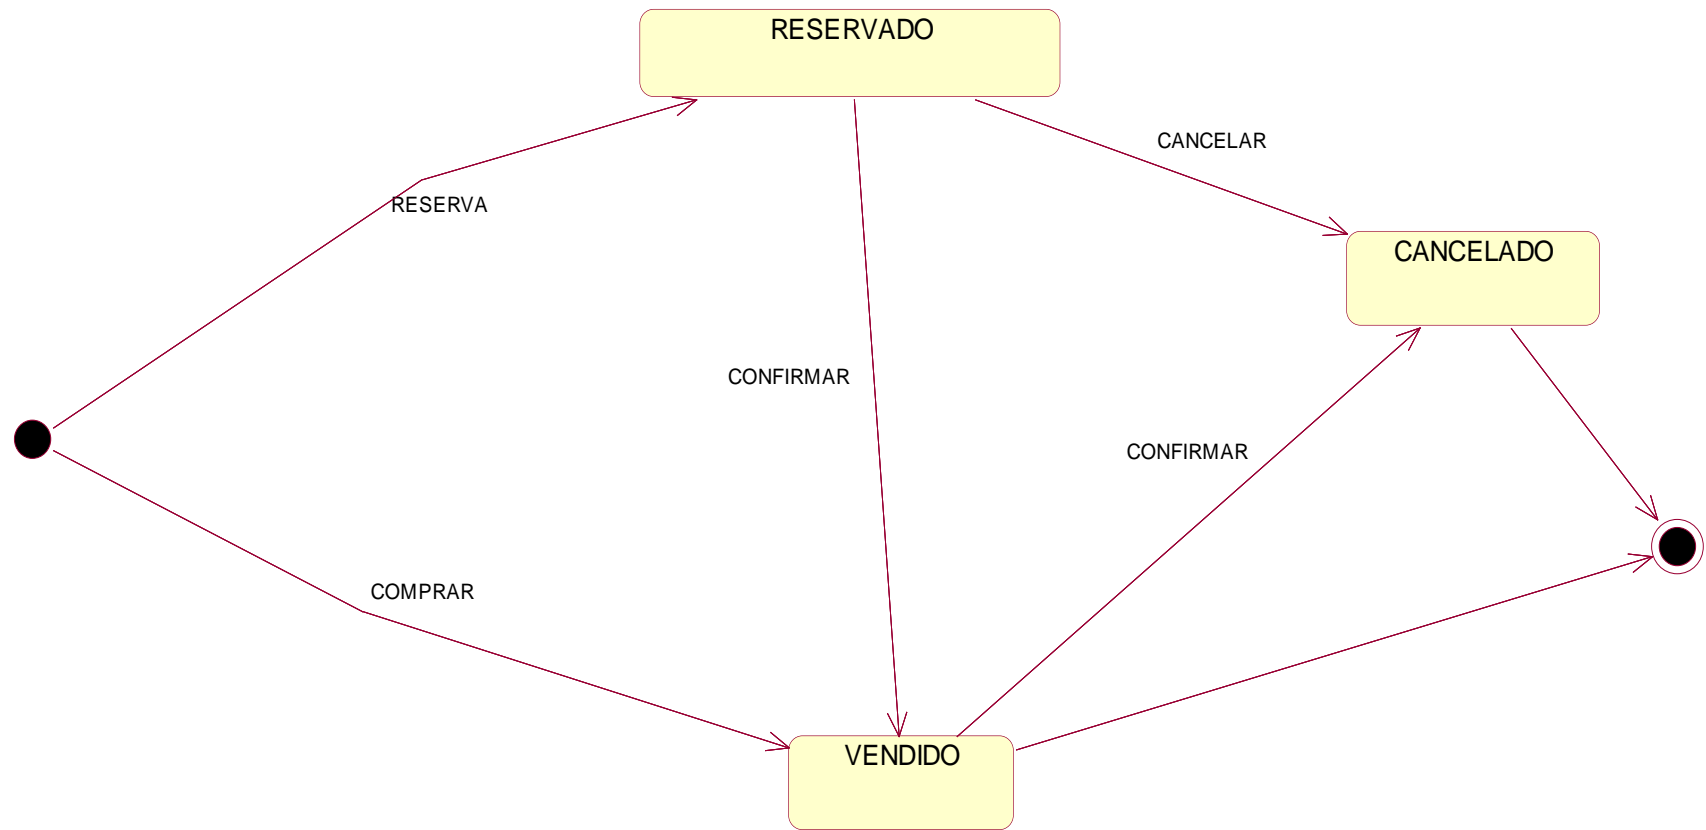 RESERVADO
CANCELAR
RESERVA
CANCELADO
CONFIRMAR
CONFIRMAR
COMPRAR
VENDIDO